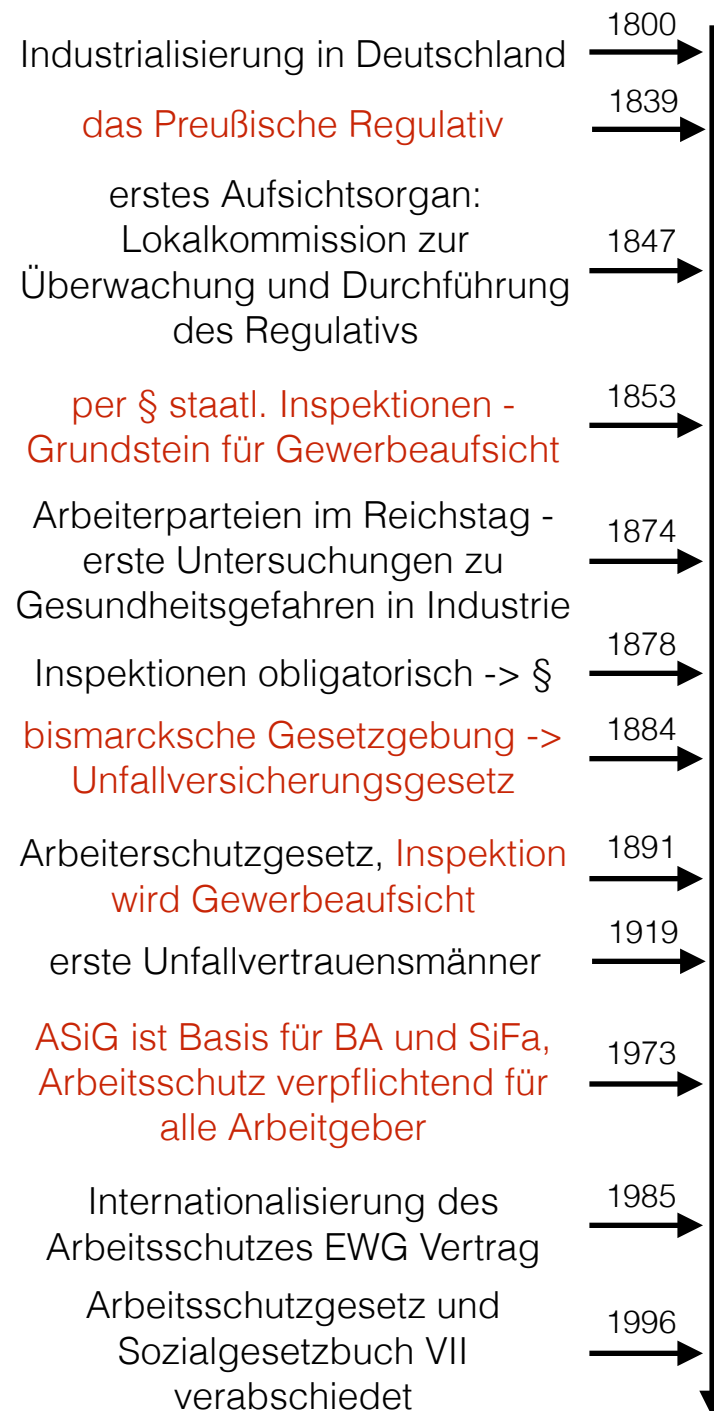 1800
Industrialisierung in Deutschland
1839
das Preußische Regulativ
erstes Aufsichtsorgan:
Lokalkommission zur
1847
Überwachung und Durchführung
des Regulativs
1853
per § staatl. Inspektionen -
Grundstein für Gewerbeaufsicht
Arbeiterparteien im Reichstag -
1874
erste Untersuchungen zu
Gesundheitsgefahren in Industrie
1878
Inspektionen obligatorisch -> §
1884
bismarcksche Gesetzgebung ->
Unfallversicherungsgesetz
1891
Arbeiterschutzgesetz, Inspektion
wird Gewerbeaufsicht
1919
erste Unfallvertrauensmänner
ASiG ist Basis für BA und SiFa,
1973
Arbeitsschutz verpflichtend für
alle Arbeitgeber
1985
Internationalisierung des
Arbeitsschutzes EWG Vertrag
Arbeitsschutzgesetz und
1996
Sozialgesetzbuch VII
verabschiedet